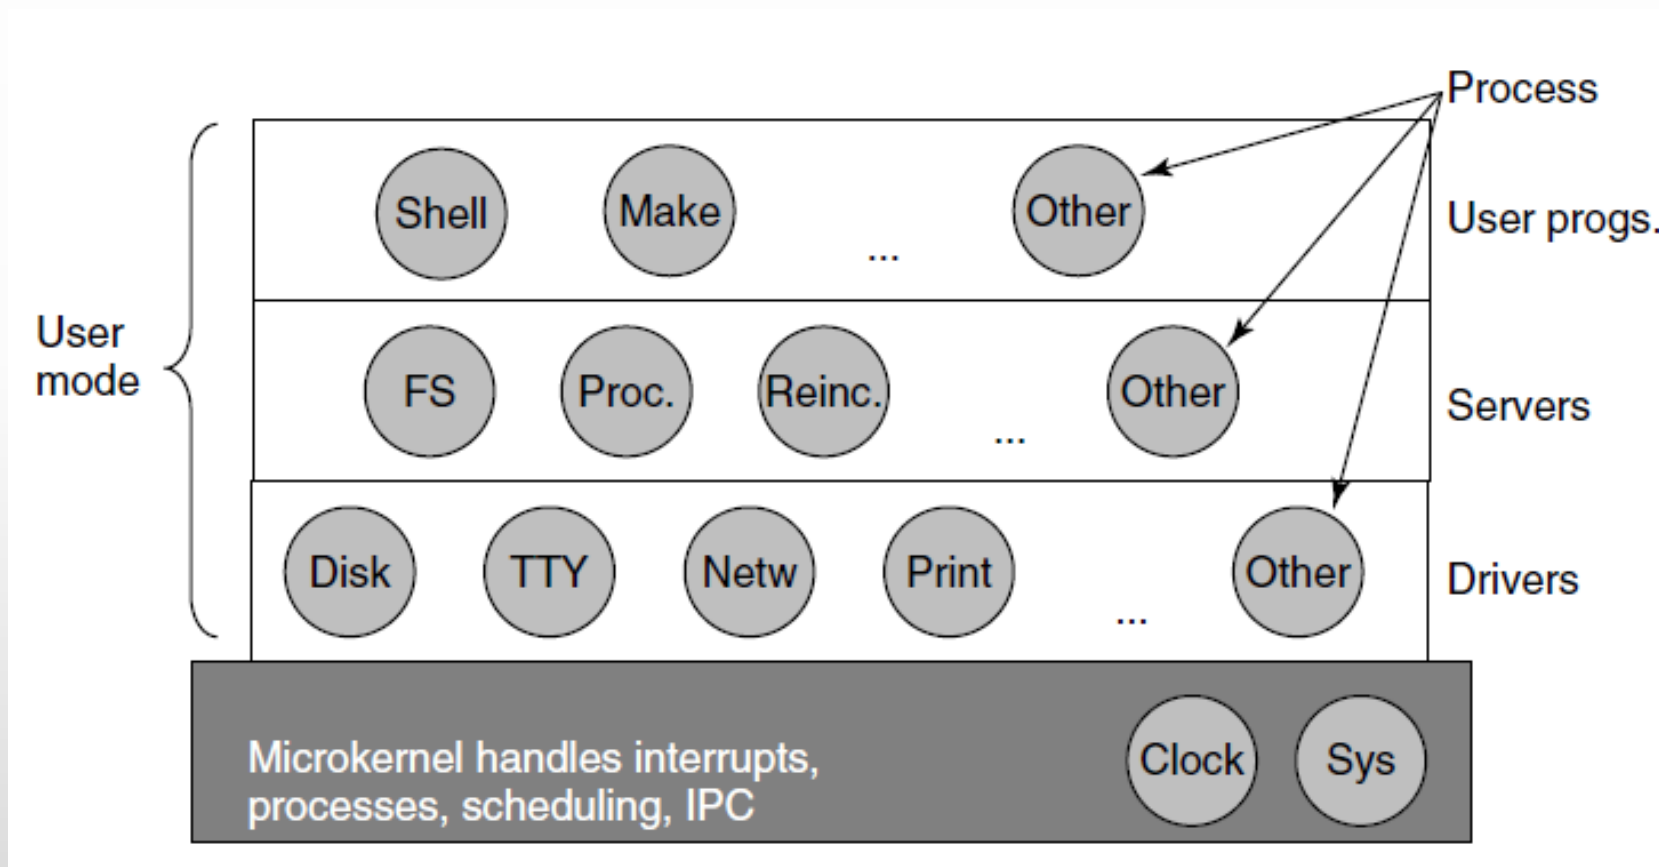 Process
Shell Make ... Other
User progs.
User
mode
FS Proc. Reinc. ... Other
Servers
Disk TTY Netw Print ... Other
Drivers
Microkernel handles interrupts,
processes, scheduling, IPC
Clock Sys